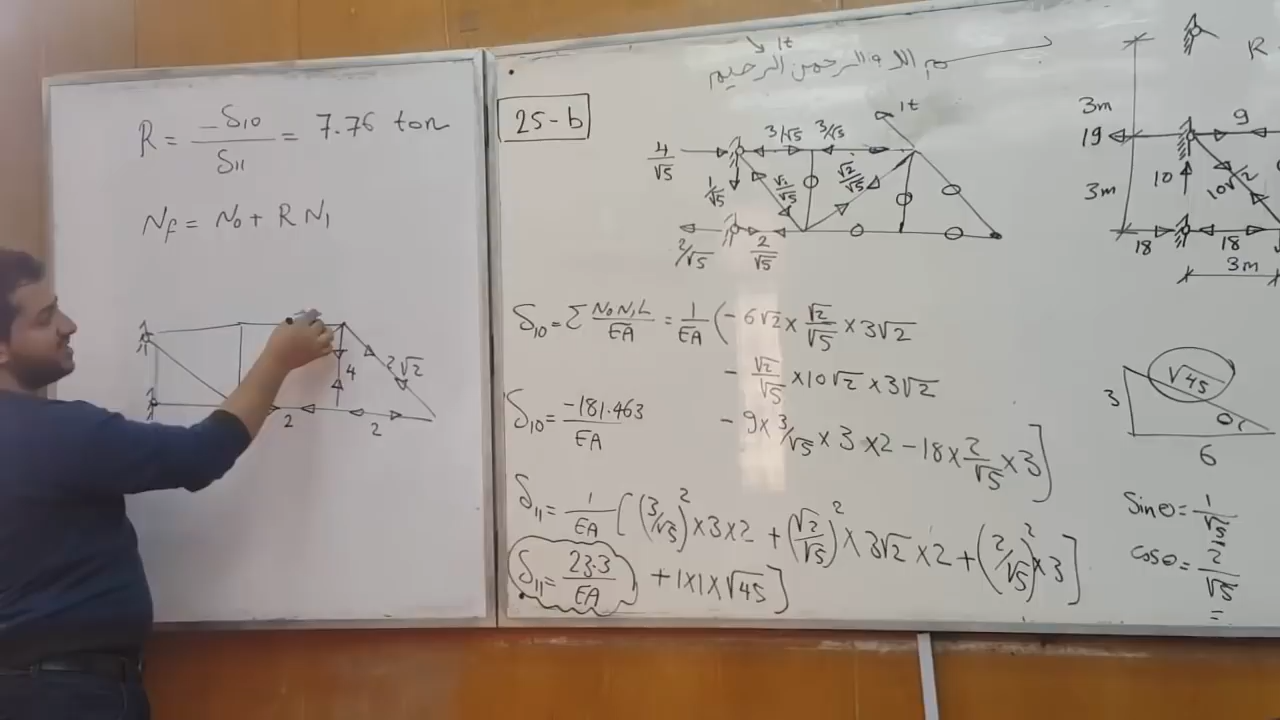 R = -δ10 / δ11 = 7.76 ton
Nf = N0 + R N1
4
2√2
2
2
1t
بسم الله الرحمن الرحيم
25-b
1t
4/√5
3/√5
3/√5
1/√5
√2/√5
√2/√5
2/√5
2/√5
δ10 = Σ N0N1L / EA = 1/EA (-6√2 × √2/√5 × 3√2
- √2/√5 × 10√2 × 3√2
- 9 × 3/√5 × 3 × 2 - 18 × 2/√5 × 3]
δ10 = -181.463 / EA
δ11 = 1/EA [(3/√5)² × 3 × 2 + (√2/√5)² × 3√2 × 2 + (2/√5)² × 3]
+ 1×1×√45]
δ11 = 23.3 / EA
R
3m
19
9
3m
10
10√2
18
18
3m
√45
3
θ
6
Sinθ = 1/√5
cosθ = 2/√5
=